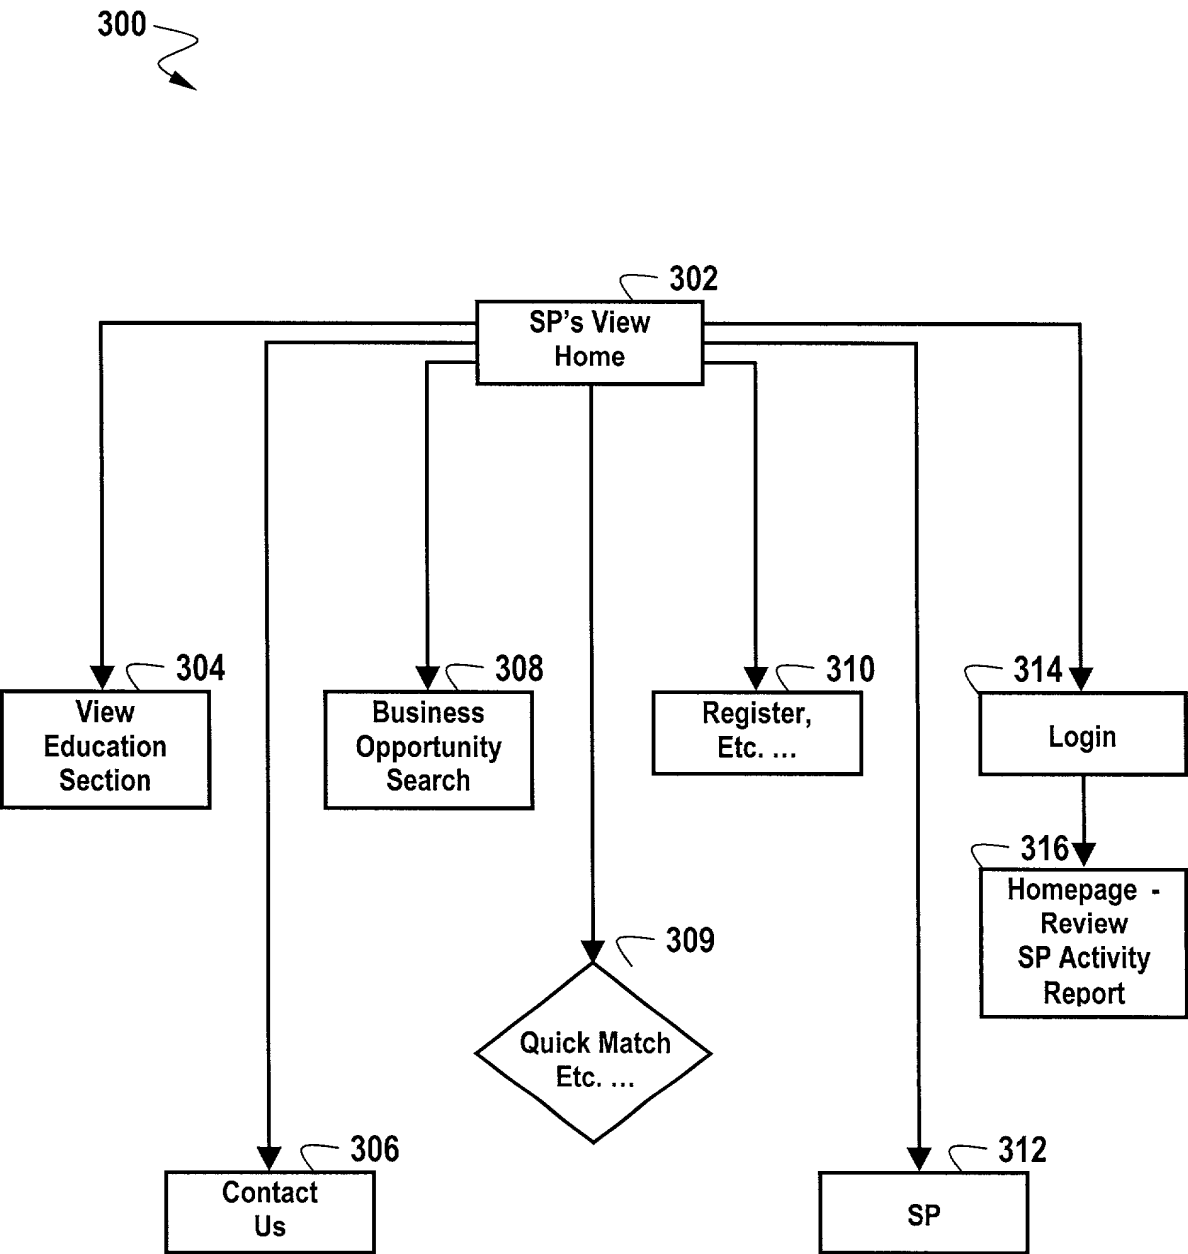 300
302
SP's View
Home
304
View
Education
Section
308
Business
Opportunity
Search
310
Register,
Etc. ...
314
Login
316
Homepage -
Review
SP Activity
Report
309
Quick Match
Etc. ...
306
Contact
Us
312
SP